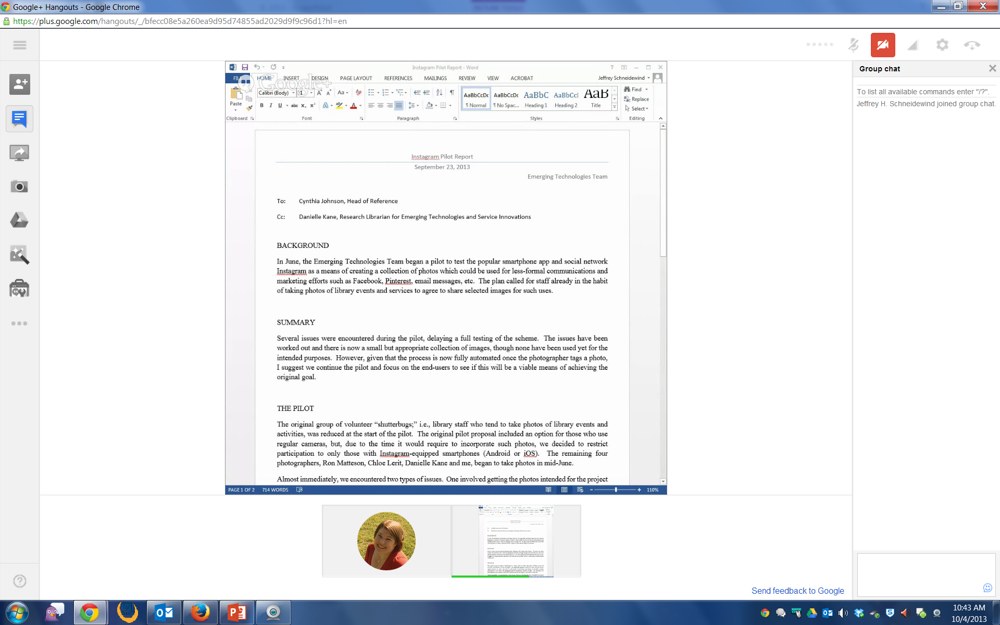 Google+ Hangouts - Google Chrome
https://plus.google.com/hangouts/_/bfecc08e5a260ea9d95d74855ad2029d9f9c96d1?hl=en
Instagram Pilot Report - Word
FILE HOME INSERT DESIGN PAGE LAYOUT REFERENCES MAILINGS REVIEW VIEW ACROBAT Jeffrey Schneidewind
Google+
Paste
Calibri (Body)
AaBbCcDc AaBbCcDc AaBbC AaBbCcl AaB
¶ Normal ¶ No Spac... Heading 1 Heading 2 Title
Find
Replace
Select
Clipboard Font Paragraph Styles Editing
Instagram Pilot Report
September 23, 2013
Emerging Technologies Team
To: Cynthia Johnson, Head of Reference
Cc: Danielle Kane, Research Librarian for Emerging Technologies and Service Innovations
BACKGROUND
In June, the Emerging Technologies Team began a pilot to test the popular smartphone app and social network
Instagram as a means of creating a collection of photos which could be used for less-formal communications and
marketing efforts such as Facebook, Pinterest, email messages, etc. The plan called for staff already in the habit
of taking photos of library events and services to agree to share selected images for such uses.
SUMMARY
Several issues were encountered during the pilot, delaying a full testing of the scheme. The issues have been
worked out and there is now a small but appropriate collection of images, though none have been used yet for the
intended purposes. However, given that the process is now fully automated once the photographer tags a photo,
I suggest we continue the pilot and focus on the end-users to see if this will be a viable means of achieving the
original goal.
THE PILOT
The original group of volunteer “shutterbugs;” i.e., library staff who tend to take photos of library events and
activities, was reduced at the start of the pilot. The original pilot proposal included an option for those who use
regular cameras, but, due to the time it would require to incorporate such photos, we decided to restrict
participation to only those with Instagram-equipped smartphones (Android or iOS). The remaining four
photographers, Ron Matteson, Chloe Lerit, Danielle Kane and me, began to take photos in mid-June.
Almost immediately, we encountered two types of issues. One involved getting the photos intended for the project
PAGE 1 OF 2 714 WORDS 110%
Group chat
To list all available commands enter "/?".
Jeffrey H. Schneidewind joined group chat.
Send feedback to Google
10:43 AM
10/4/2013